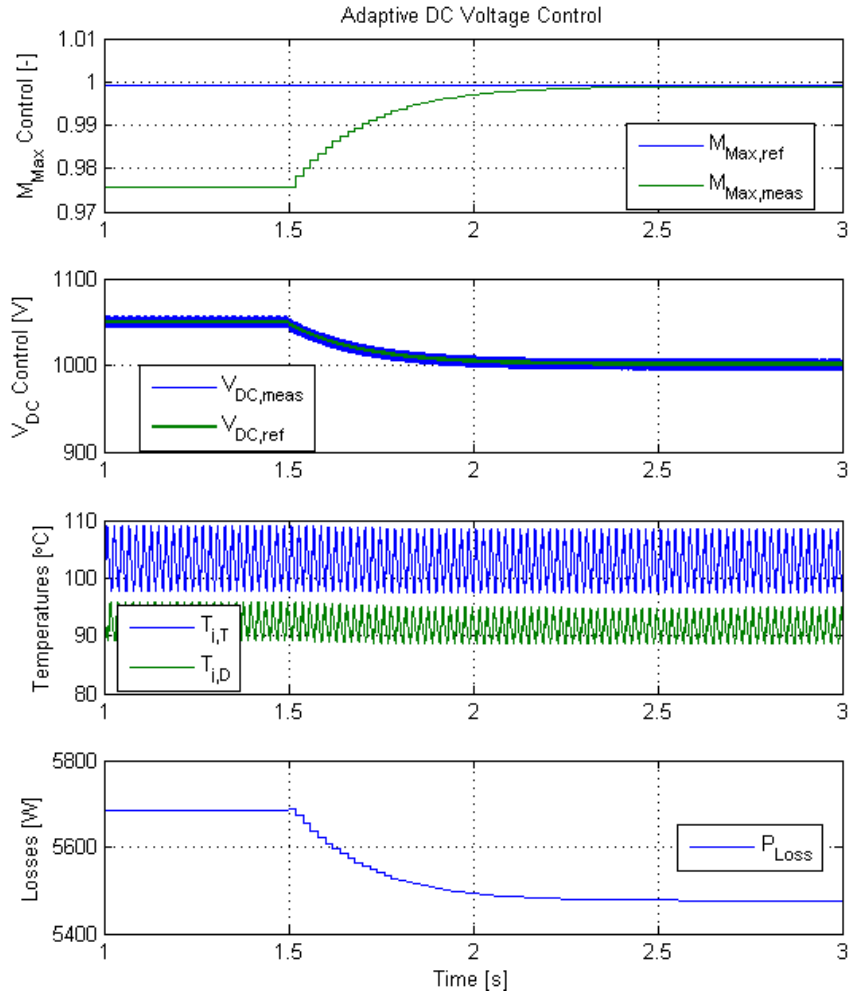 Adaptive DC Voltage Control
M_Max Control [-]
1.01
1
0.99
0.98
0.97
M_Max,ref
M_Max,meas
1 1.5 2 2.5 3
V_DC Control [V]
1100
1000
900
V_DC,meas
V_DC,ref
1 1.5 2 2.5 3
Temperatures [°C]
110
100
90
80
T_i,T
T_i,D
1 1.5 2 2.5 3
Losses [W]
5800
5600
5400
P_Loss
1 1.5 2 2.5 3
Time [s]